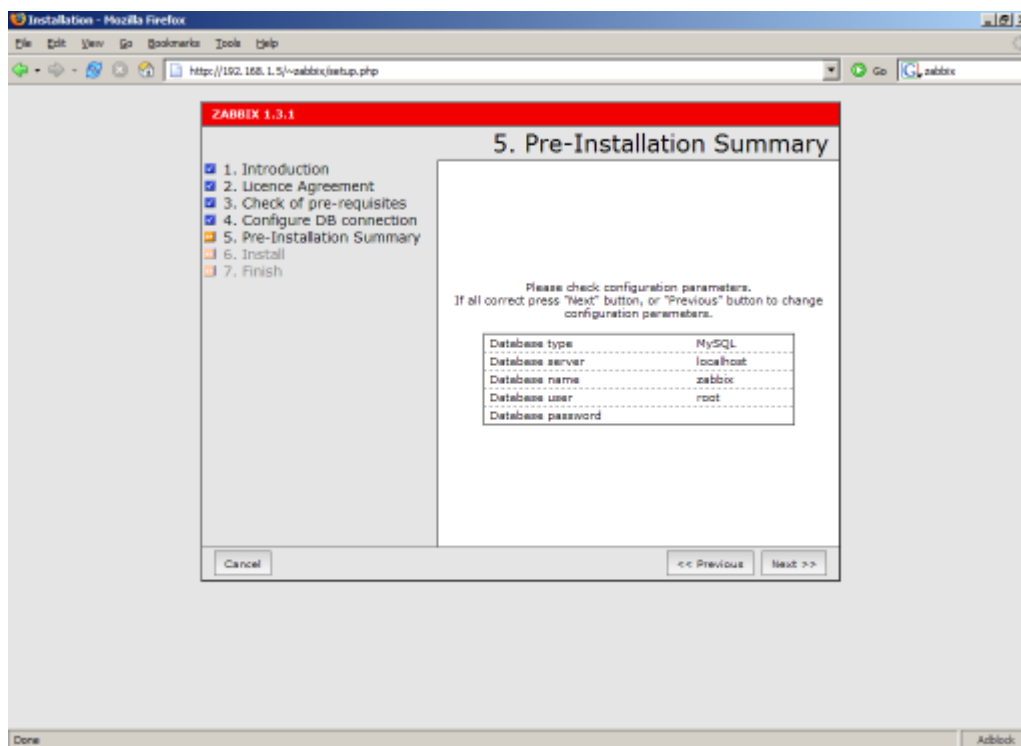 Installation - Mozilla Firefox
File Edit View Go Bookmarks Tools Help
http://192.168.1.5/~zabbix/setup.php
Go
zabbix
ZABBIX 1.3.1
5. Pre-Installation Summary
1. Introduction
2. Licence Agreement
3. Check of pre-requisites
4. Configure DB connection
5. Pre-Installation Summary
6. Install
7. Finish
Please check configuration parameters.
If all correct press "Next" button, or "Previous" button to change
configuration parameters.
Database type MySQL
Database server localhost
Database name zabbix
Database user root
Database password
Cancel
<< Previous
Next >>
Done
Adblock